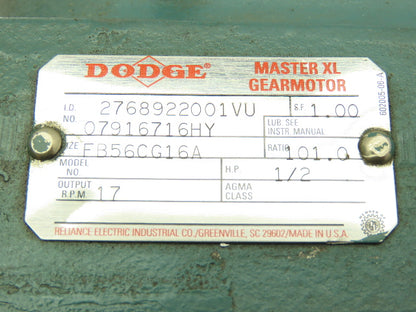 DODGE® MASTER XL GEARMOTOR
I.D. NO. 2768922001VU S.F. 1.00
07916716HY LUB SEE INSTR. MANUAL
SIZE FB56CG16A RATIO 101.0
MODEL NO. H.P. 1/2
OUTPUT R.P.M. 17 AGMA CLASS
RELIANCE ELECTRIC INDUSTRIAL CO./GREENVILLE, SC 29602/MADE IN U.S.A.
602005-08-A